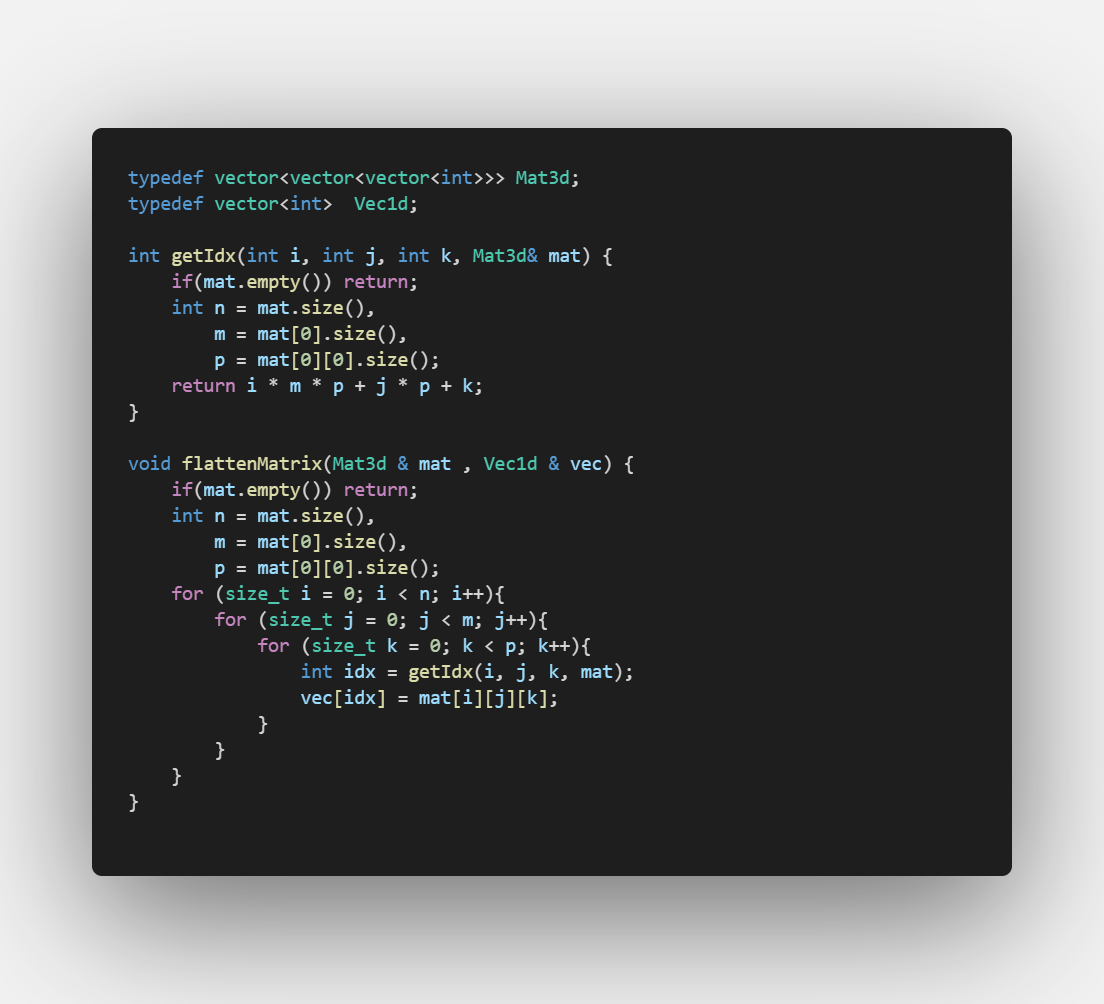 typedef vector<vector<vector<int>>> Mat3d;
typedef vector<int>  Vec1d;

int getIdx(int i, int j, int k, Mat3d& mat) {
    if(mat.empty()) return;
    int n = mat.size(),
        m = mat[0].size(),
        p = mat[0][0].size();
    return i * m * p + j * p + k;
}

void flattenMatrix(Mat3d & mat , Vec1d & vec) {
    if(mat.empty()) return;
    int n = mat.size(),
        m = mat[0].size(),
        p = mat[0][0].size();
    for (size_t i = 0; i < n; i++){
        for (size_t j = 0; j < m; j++){
            for (size_t k = 0; k < p; k++){
                int idx = getIdx(i, j, k, mat);
                vec[idx] = mat[i][j][k];
            }
        }
    }
}